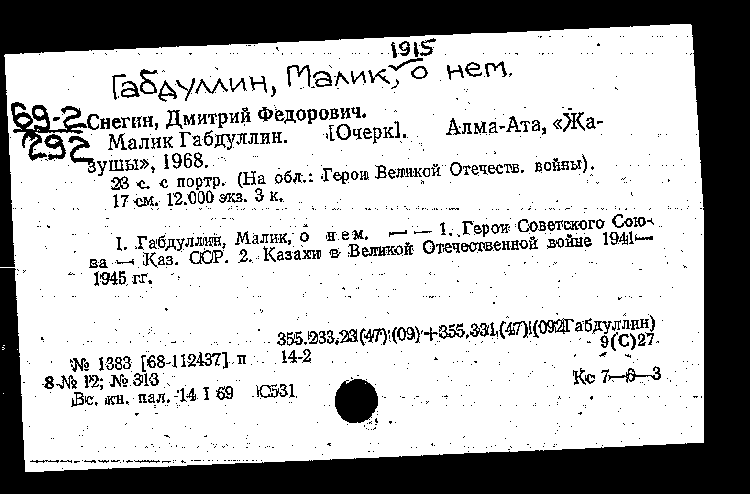 1915
Габдуллин, Малик, о нем.
69-2
292
Снегин, Дмитрий Федорович.
Малик Габдуллин. [Очерк]. Алма-Ата, «Жа-
зушы», 1968.
23 с. с портр. (На обл.: Герои Великой Отечеств. войны).
17 см. 12.000 экз. 3 к.
1. Габдуллин, Малик, о нем. — — 1. Герои Советского Сою-
ва — Каз. ССР. 2. Казахи в Великой Отечественной войне 1941—
1945 гг.
355.233.23(47)(09)+355.331.(47)(092Габдуллин)
№ 1383 [68-112437] п 14-2 9(С)27
8 № 12; № 313
Вс. кн. пал. 14 I 69 С531 Кс 7—6—3